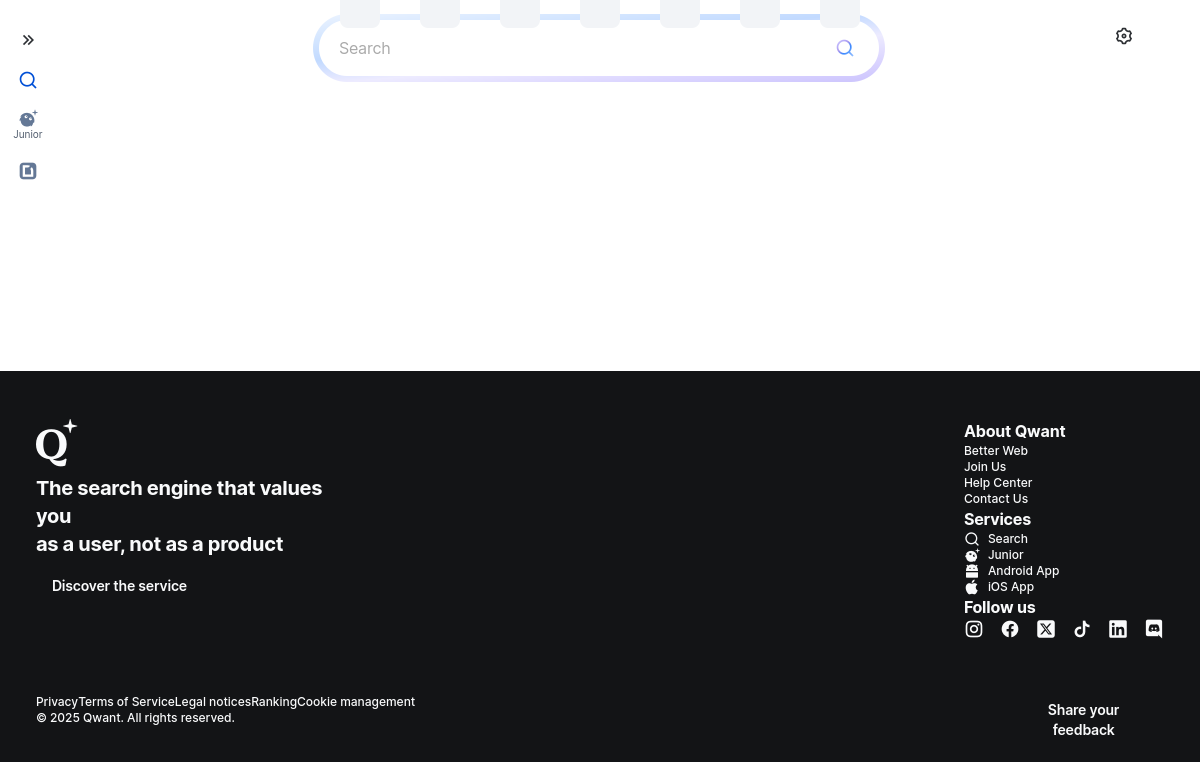 Search
Junior
The search engine that values
you
as a user, not as a product
Discover the service
About Qwant
Better Web
Join Us
Help Center
Contact Us
Services
Search
Junior
Android App
iOS App
Follow us
PrivacyTerms of ServiceLegal noticesRankingCookie management
© 2025 Qwant. All rights reserved.
Share your
feedback